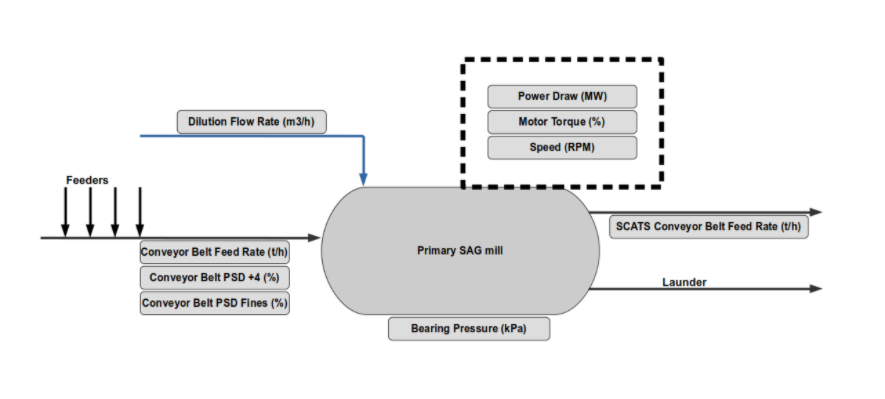 Power Draw (MW)
Motor Torque (%)
Speed (RPM)
Dilution Flow Rate (m3/h)
Feeders
Conveyor Belt Feed Rate (t/h)
Conveyor Belt PSD +4 (%)
Conveyor Belt PSD Fines (%)
Primary SAG mill
SCATS Conveyor Belt Feed Rate (t/h)
Launder
Bearing Pressure (kPa)